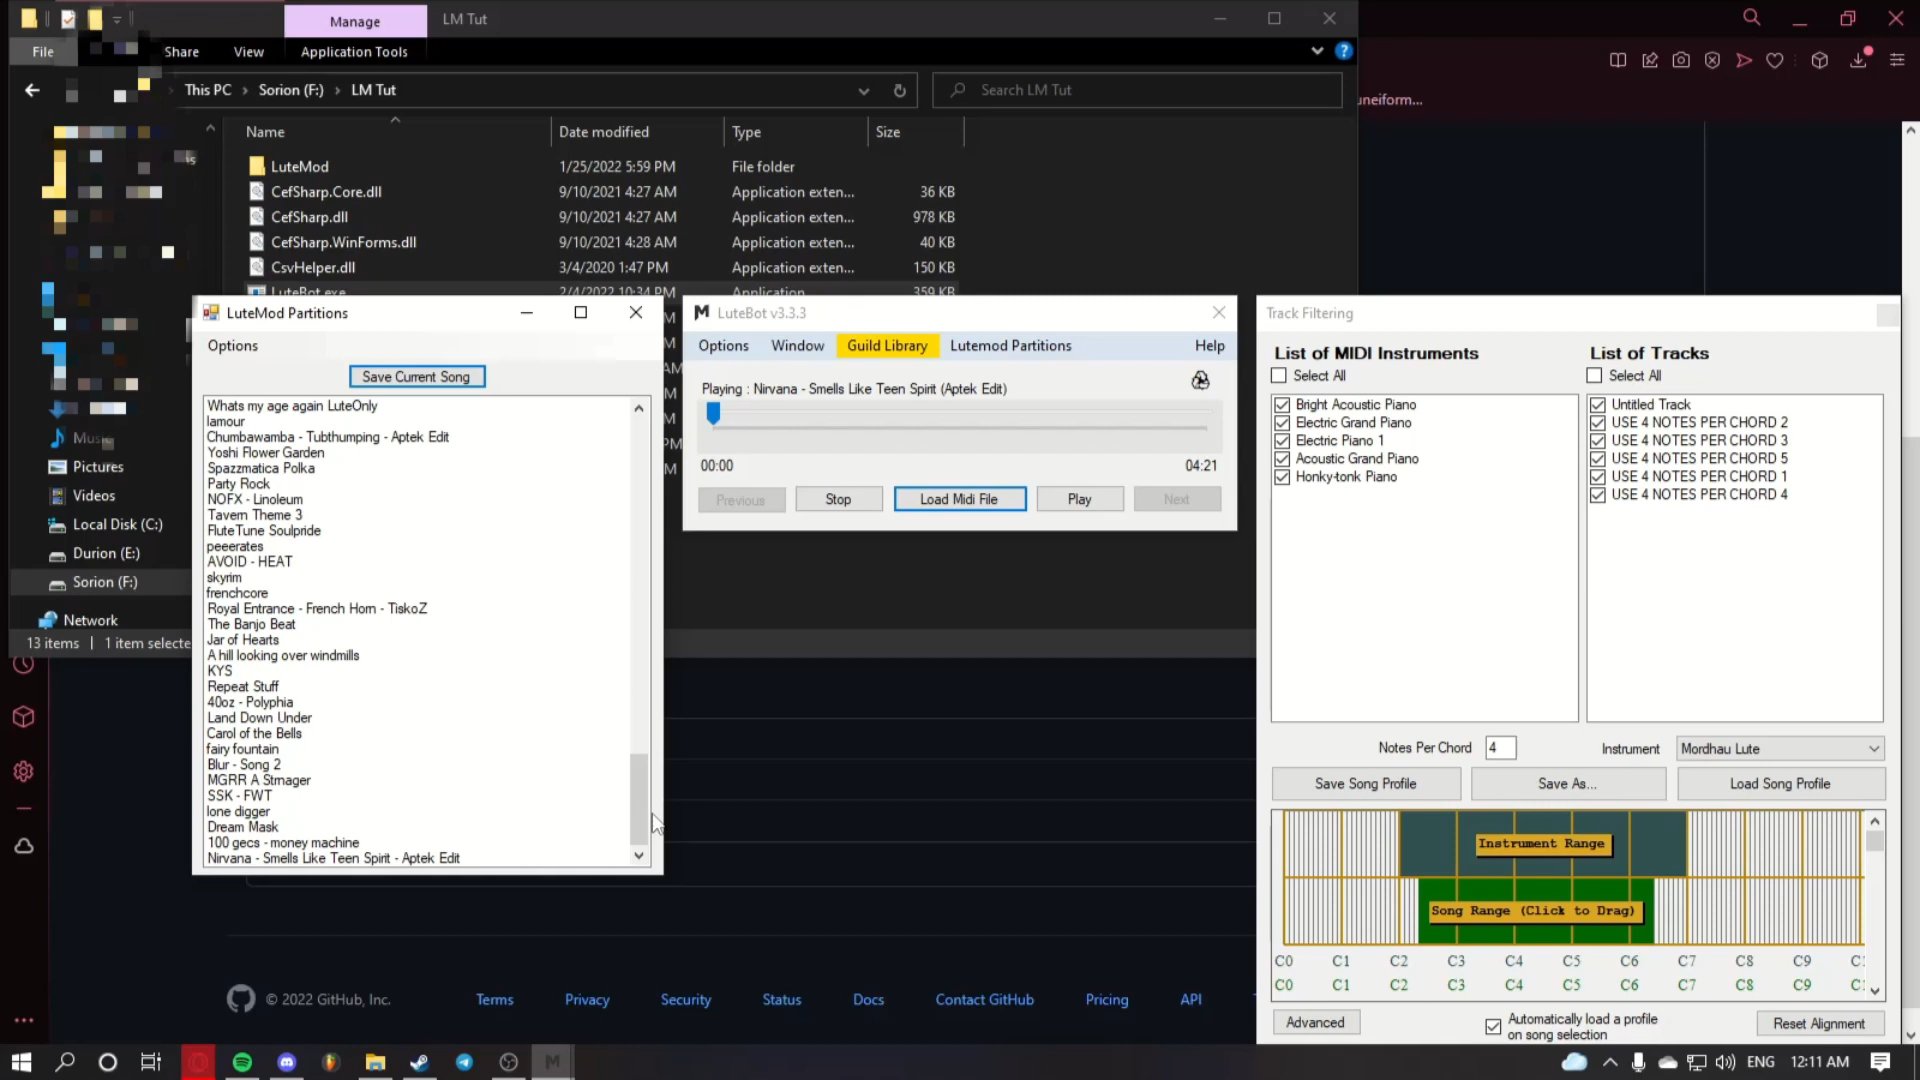 Manage
LM Tut
File
Share
View
Application Tools
This PC > Sorion (F:) > LM Tut
Search LM Tut
Name
Date modified
Type
Size
LuteMod
1/25/2022 5:59 PM
File folder
CefSharp.Core.dll
9/10/2021 4:27 AM
Application exten...
36 KB
CefSharp.dll
9/10/2021 4:27 AM
Application exten...
978 KB
CefSharp.WinForms.dll
9/10/2021 4:28 AM
Application exten...
40 KB
CsvHelper.dll
3/4/2020 1:47 PM
Application exten...
150 KB
LuteBot.exe
2/4/2022 10:34 PM
Application
359 KB
Music
Pictures
Videos
Local Disk (C:)
Durion (E:)
Sorion (F:)
Network
13 items
1 item selecte
uneiform...
LuteMod Partitions
Options
Save Current Song
Whats my age again LuteOnly
lamour
Chumbawamba - Tubthumping - Aptek Edit
Yoshi Flower Garden
Spazzmatica Polka
Party Rock
NOFX - Linoleum
Tavern Theme 3
FluteTune Soulpride
peeerates
AVOID - HEAT
skyrim
frenchcore
Royal Entrance - French Horn - TiskoZ
The Banjo Beat
Jar of Hearts
A hill looking over windmills
KYS
Repeat Stuff
40oz - Polyphia
Land Down Under
Carol of the Bells
fairy fountain
Blur - Song 2
MGRR A Strnager
SSK - FWT
lone digger
Dream Mask
100 gecs - money machine
Nirvana - Smells Like Teen Spirit - Aptek Edit
LuteBot v3.3.3
Options
Window
Guild Library
Lutemod Partitions
Help
Playing : Nirvana - Smells Like Teen Spirit (Aptek Edit)
00:00
04:21
Previous
Stop
Load Midi File
Play
Next
Track Filtering
List of MIDI Instruments
Select All
Bright Acoustic Piano
Electric Grand Piano
Electric Piano 1
Acoustic Grand Piano
Honky-tonk Piano
List of Tracks
Select All
Untitled Track
USE 4 NOTES PER CHORD 2
USE 4 NOTES PER CHORD 3
USE 4 NOTES PER CHORD 5
USE 4 NOTES PER CHORD 1
USE 4 NOTES PER CHORD 4
Notes Per Chord
4
Instrument
Mordhau Lute
Save Song Profile
Save As...
Load Song Profile
Instrument Range
Song Range (Click to Drag)
C0 C1 C2 C3 C4 C5 C6 C7 C8 C9
C0 C1 C2 C3 C4 C5 C6 C7 C8 C9
Advanced
Automatically load a profile
on song selection
Reset Alignment
© 2022 GitHub, Inc.
Terms
Privacy
Security
Status
Docs
Contact GitHub
Pricing
API
ENG
12:11 AM